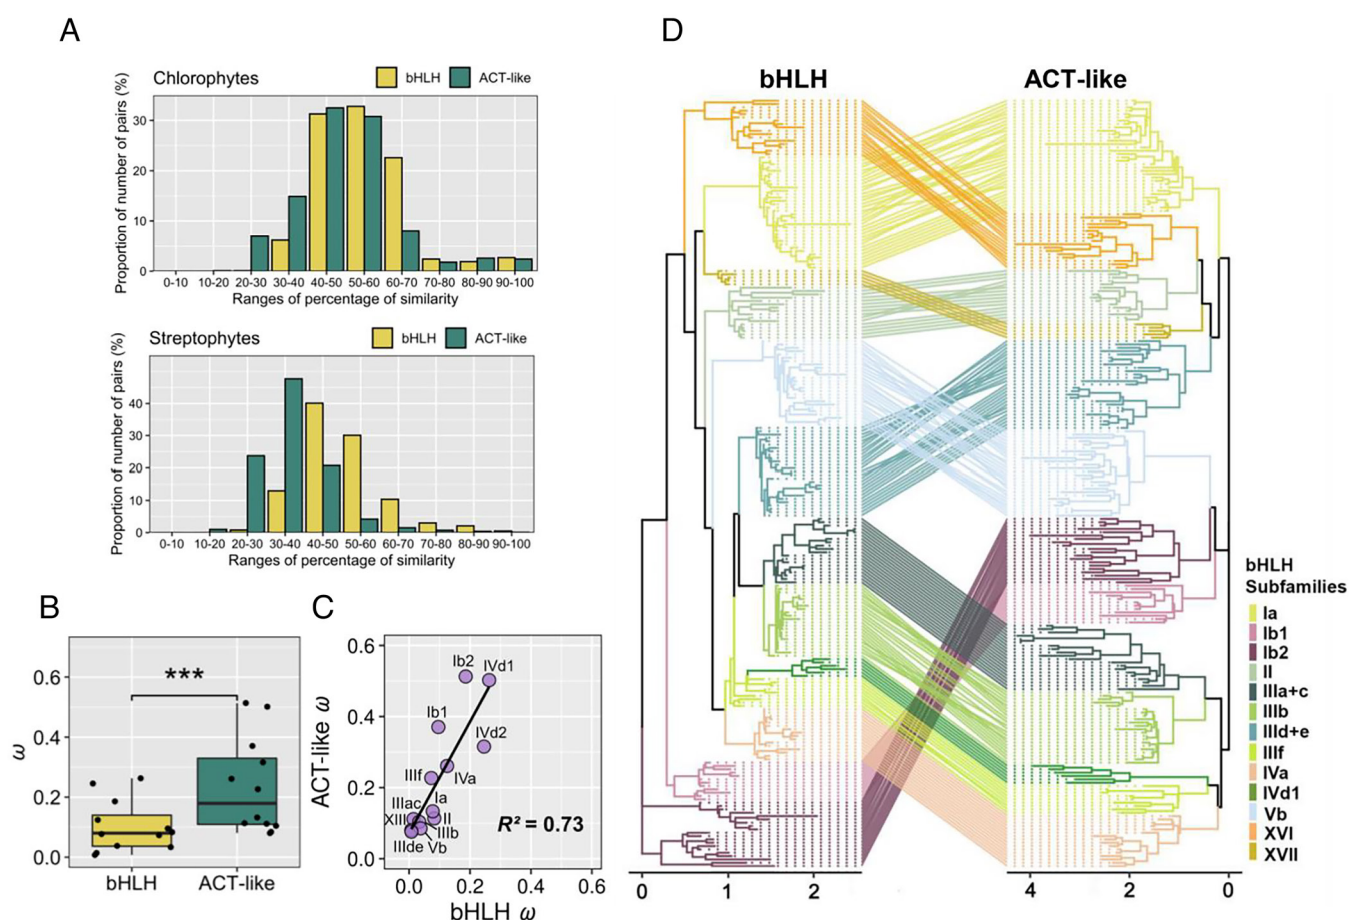 A
Chlorophytes
bHLH
ACT-like
Proportion of number of pairs (%)
30
20
10
0
0-10 10-20 20-30 30-40 40-50 50-60 60-70 70-80 80-90 90-100
Ranges of percentage of similarity
Streptophytes
bHLH
ACT-like
Proportion of number of pairs (%)
40
30
20
10
0
0-10 10-20 20-30 30-40 40-50 50-60 60-70 70-80 80-90 90-100
Ranges of percentage of similarity
B
ω
0.6
0.4
0.2
0.0
***
bHLH ACT-like
C
ACT-like ω
0.6
0.4
0.2
0.0
Ib2
IVd1
Ib1
IVd2
IIIf
IVa
IIIac
Ia
XIII
II
IIIb
IIIde
Vb
R² = 0.73
0.0 0.2 0.4 0.6
bHLH ω
D
bHLH
ACT-like
0 1 2
4 2 0
bHLH
Subfamilies
Ia
Ib1
Ib2
II
IIIa+c
IIIb
IIId+e
IIIf
IVa
IVd1
Vb
XVI
XVII